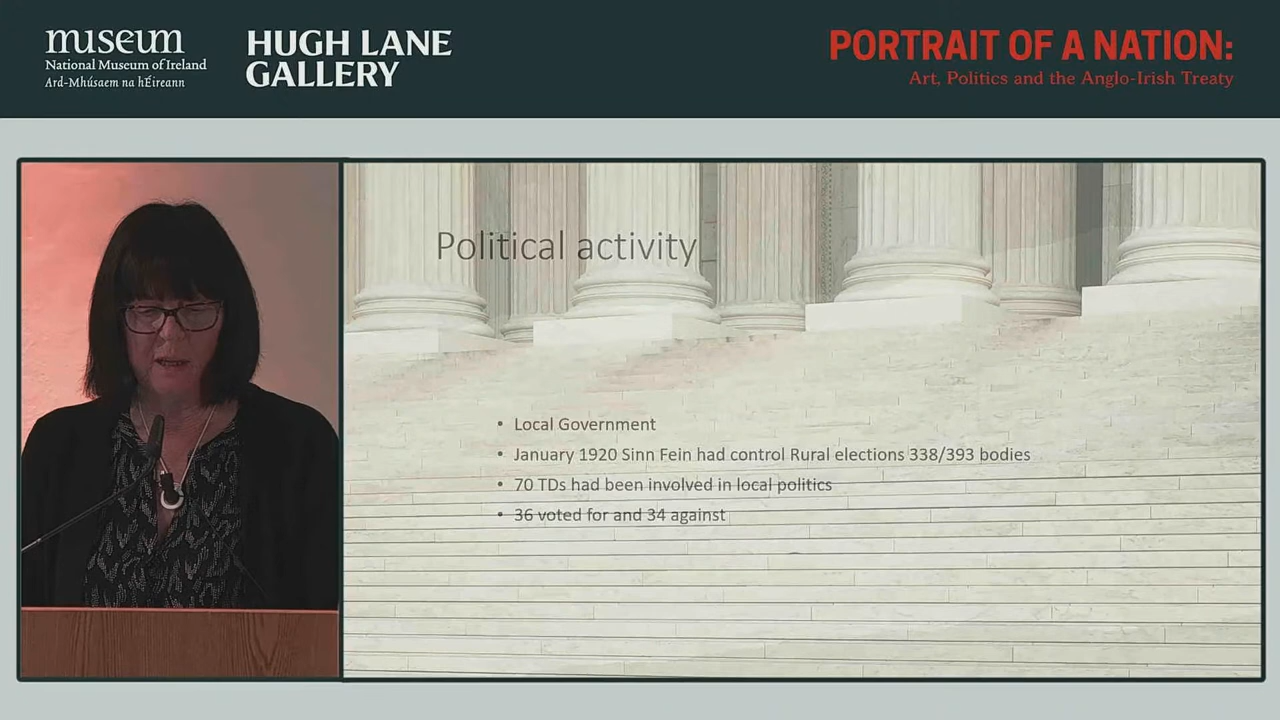 museum
National Museum of Ireland
Ard-Mhúsaem na hÉireann
HUGH LANE
GALLERY
PORTRAIT OF A NATION:
Art, Politics and the Anglo-Irish Treaty
Political activity
• Local Government
• January 1920 Sinn Fein had control Rural elections 338/393 bodies
• 70 TDs had been involved in local politics
• 36 voted for and 34 against